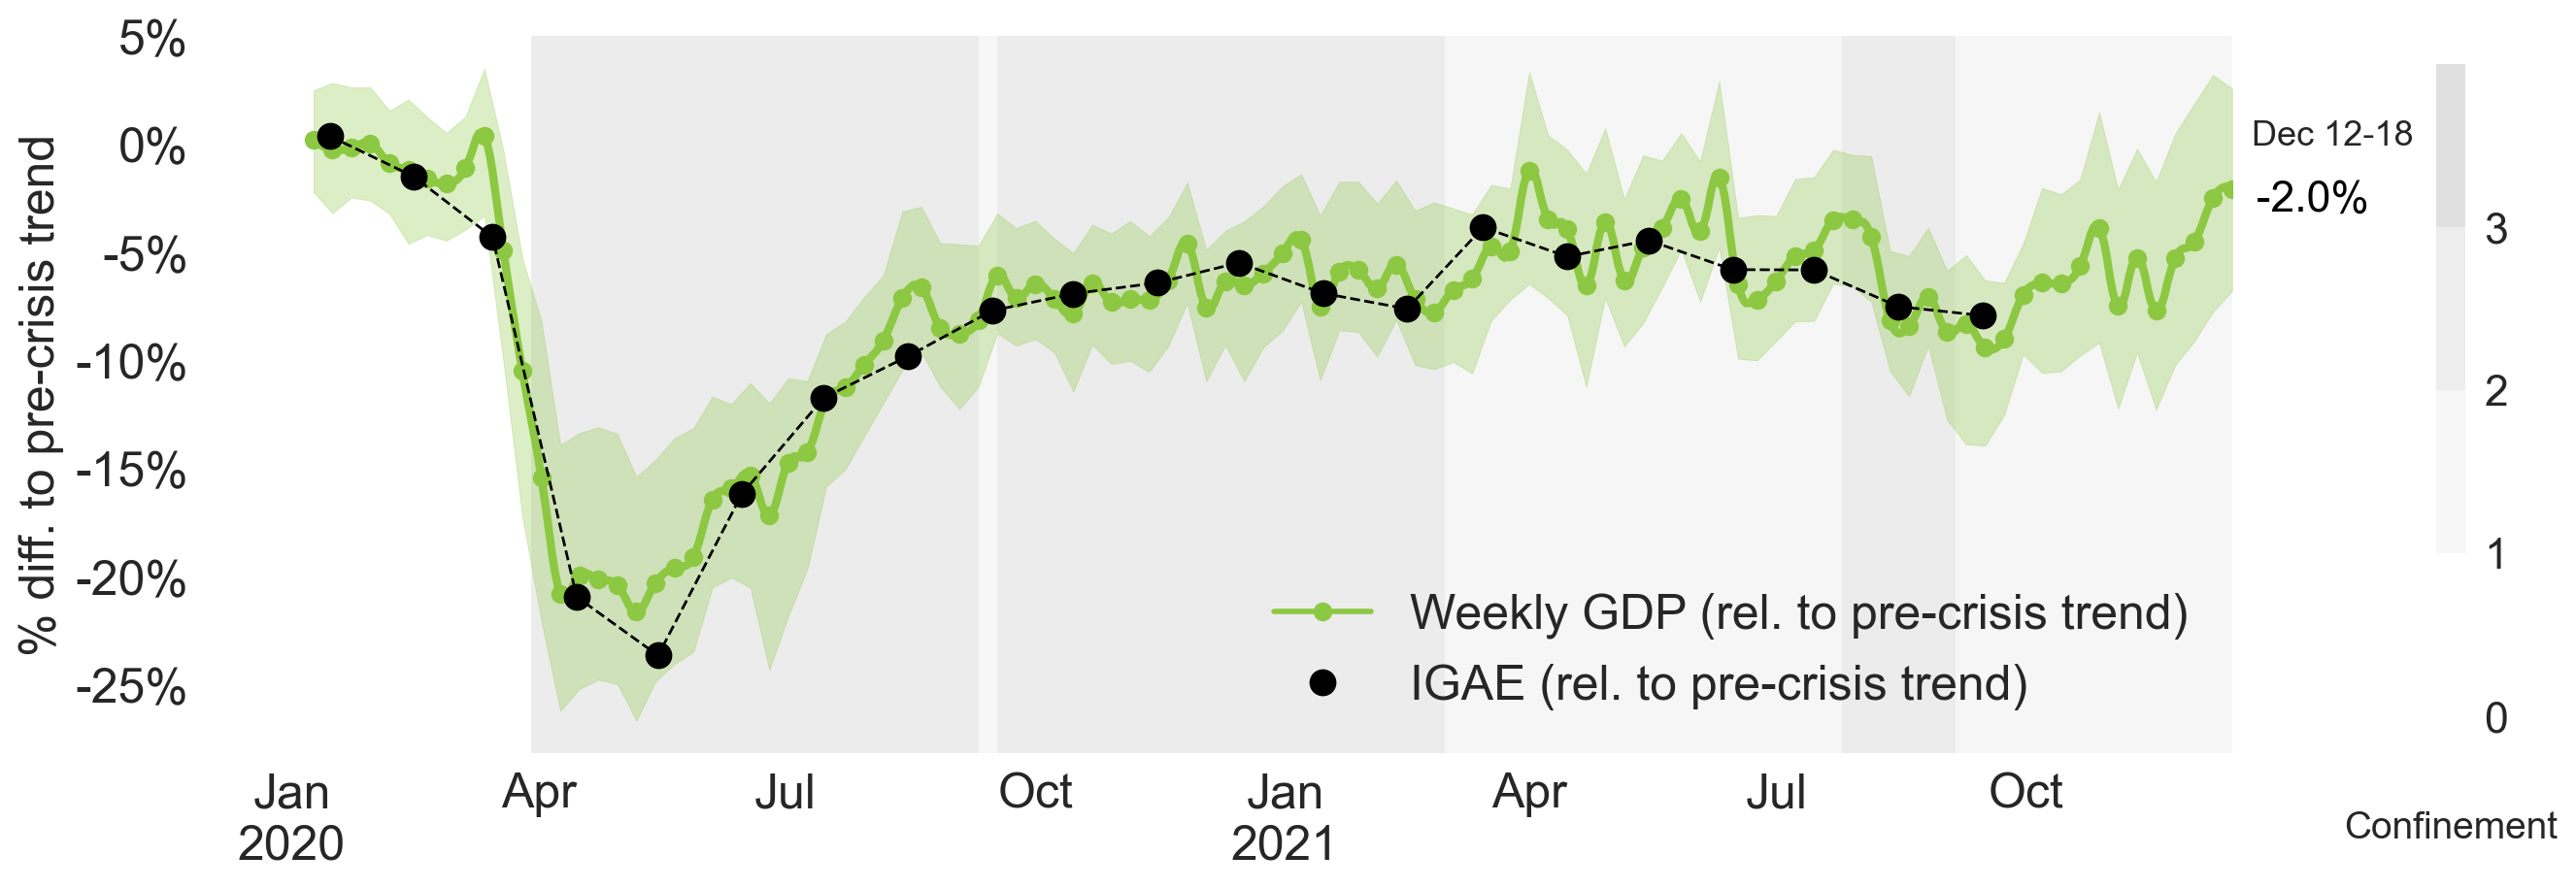 % diff. to pre-crisis trend
5%
0%
-5%
-10%
-15%
-20%
-25%
Dec 12-18
-2.0%
Weekly GDP (rel. to pre-crisis trend)
IGAE (rel. to pre-crisis trend)
3
2
1
0
Confinement
Jan Apr Jul Oct Jan Apr Jul Oct
2020 2021